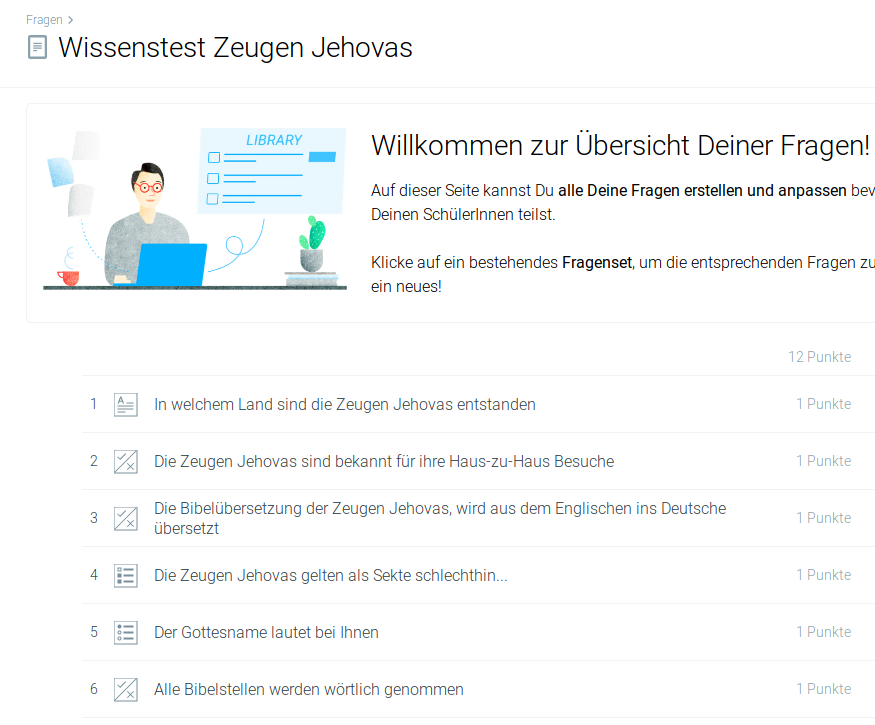 Fragen >
Wissenstest Zeugen Jehovas
LIBRARY
Willkommen zur Übersicht Deiner Fragen!
Auf dieser Seite kannst Du alle Deine Fragen erstellen und anpassen bev
Deinen SchülerInnen teilst.
Klicke auf ein bestehendes Fragenset, um die entsprechenden Fragen zu
ein neues!
12 Punkte
1 In welchem Land sind die Zeugen Jehovas entstanden 1 Punkte
2 Die Zeugen Jehovas sind bekannt für ihre Haus-zu-Haus Besuche 1 Punkte
3 Die Bibelübersetzung der Zeugen Jehovas, wird aus dem Englischen ins Deutsche
übersetzt 1 Punkte
4 Die Zeugen Jehovas gelten als Sekte schlechthin... 1 Punkte
5 Der Gottesname lautet bei Ihnen 1 Punkte
6 Alle Bibelstellen werden wörtlich genommen 1 Punkte